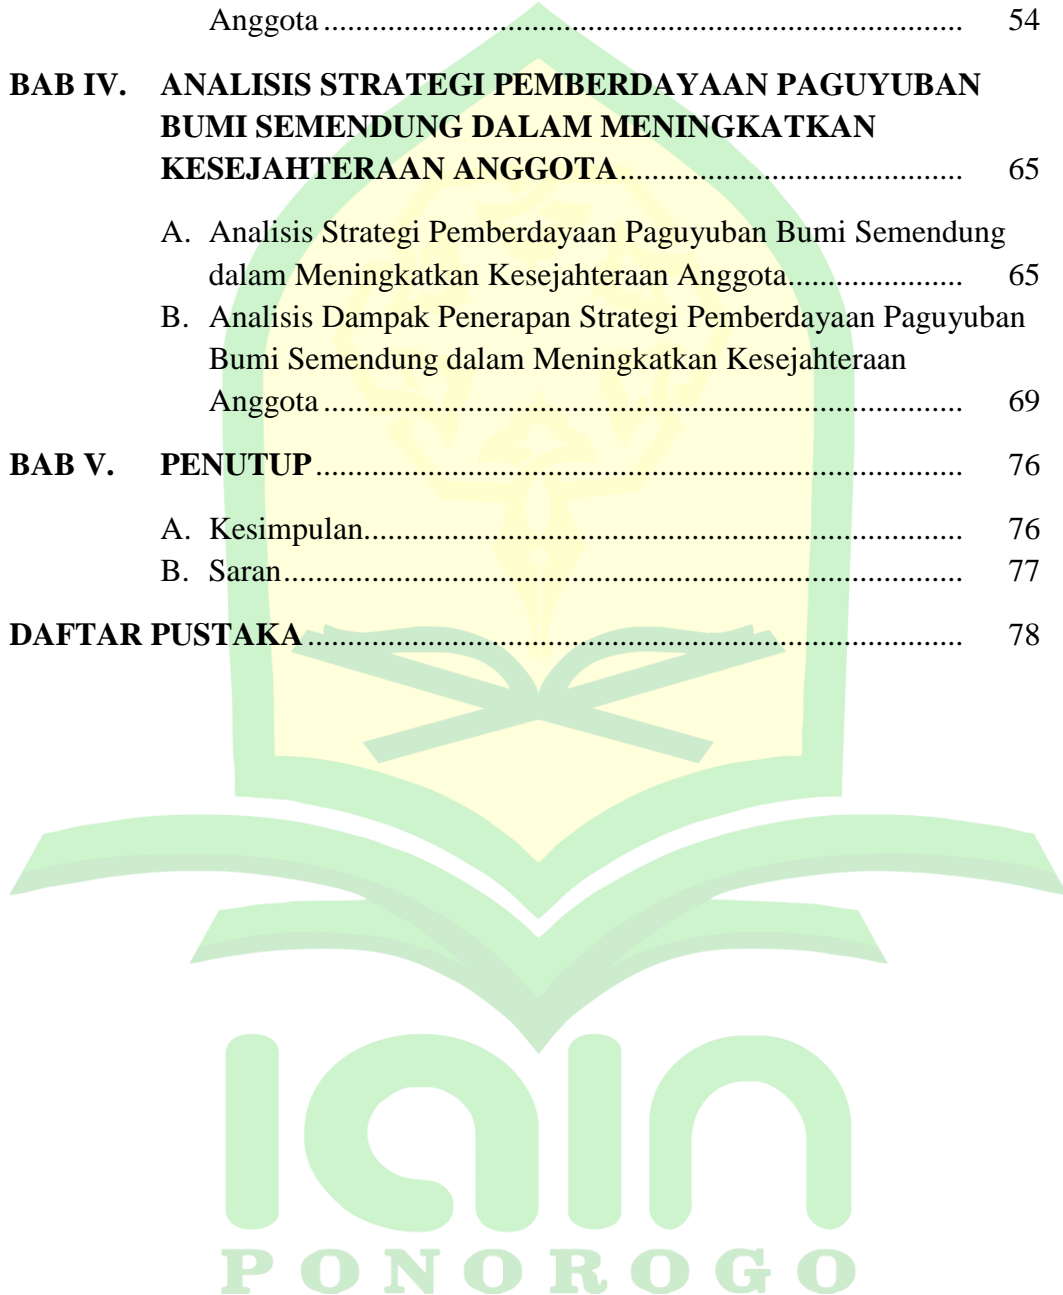 Anggota ................................................................................ 54
BAB IV. ANALISIS STRATEGI PEMBERDAYAAN PAGUYUBAN
BUMI SEMENDUNG DALAM MENINGKATKAN
KESEJAHTERAAN ANGGOTA ........................................... 65
A. Analisis Strategi Pemberdayaan Paguyuban Bumi Semendung
dalam Meningkatkan Kesejahteraan Anggota...................... 65
B. Analisis Dampak Penerapan Strategi Pemberdayaan Paguyuban
Bumi Semendung dalam Meningkatkan Kesejahteraan
Anggota ................................................................................ 69
BAB V. PENUTUP ................................................................................. 76
A. Kesimpulan........................................................................... 76
B. Saran..................................................................................... 77
DAFTAR PUSTAKA .................................................................................. 78
iain
PONOROGO